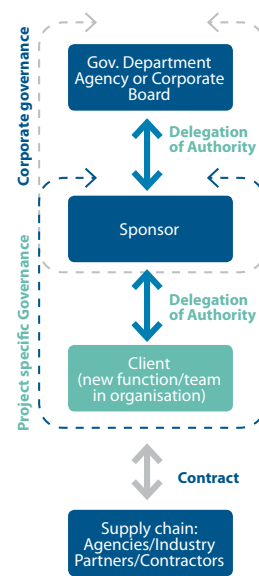 Corporate governance
Gov. Department
Agency or Corporate
Board
Delegation
of Authority
Sponsor
Project specific Governance
Delegation
of Authority
Client
(new function/team
in organisation)
Contract
Supply chain:
Agencies/Industry
Partners/Contractors